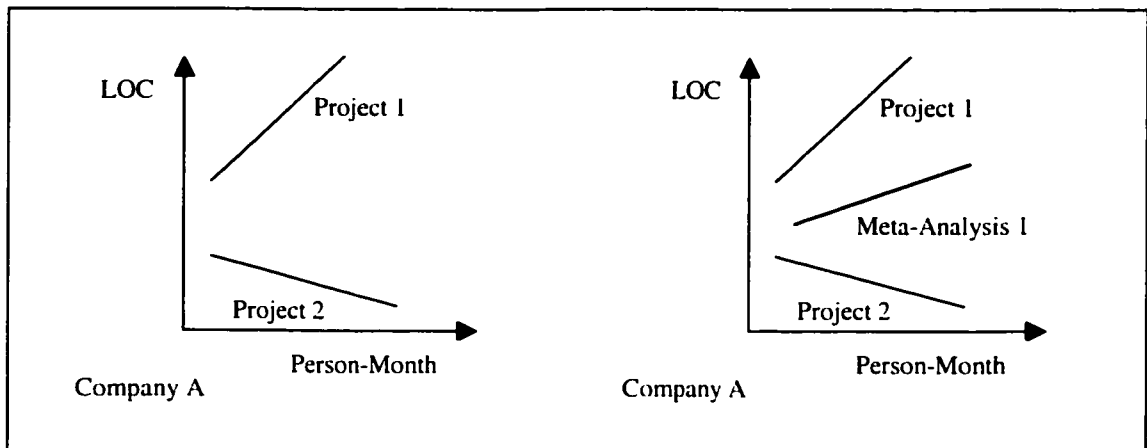 LOC
Project 1
Project 2
Person-Month
Company A
LOC
Project 1
Meta-Analysis 1
Project 2
Person-Month
Company A